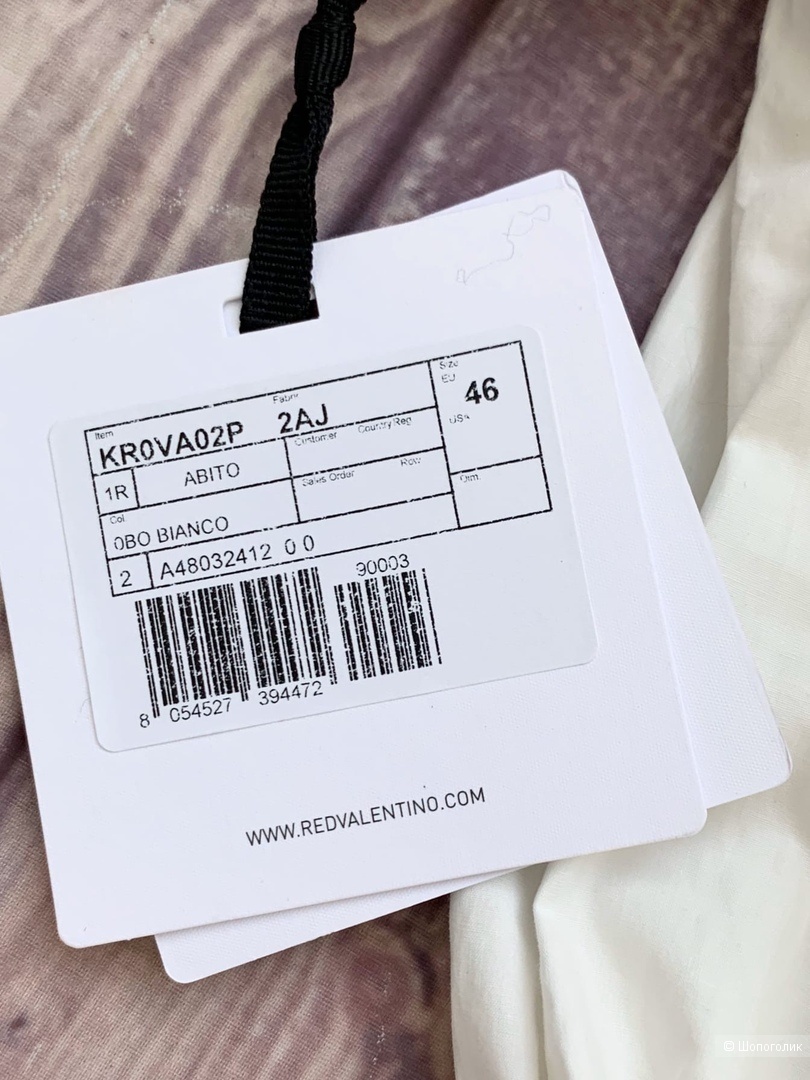 Item Fabric Size
KR0VA02P 2AJ EU 46
Customer Country Reg USA
1R ABITO
Sales Order Row Dim.
Col.
0BO BIANCO
2 A48032412 0 0
90003
8 054527 394472
WWW.REDVALENTINO.COM
© Шопоголик